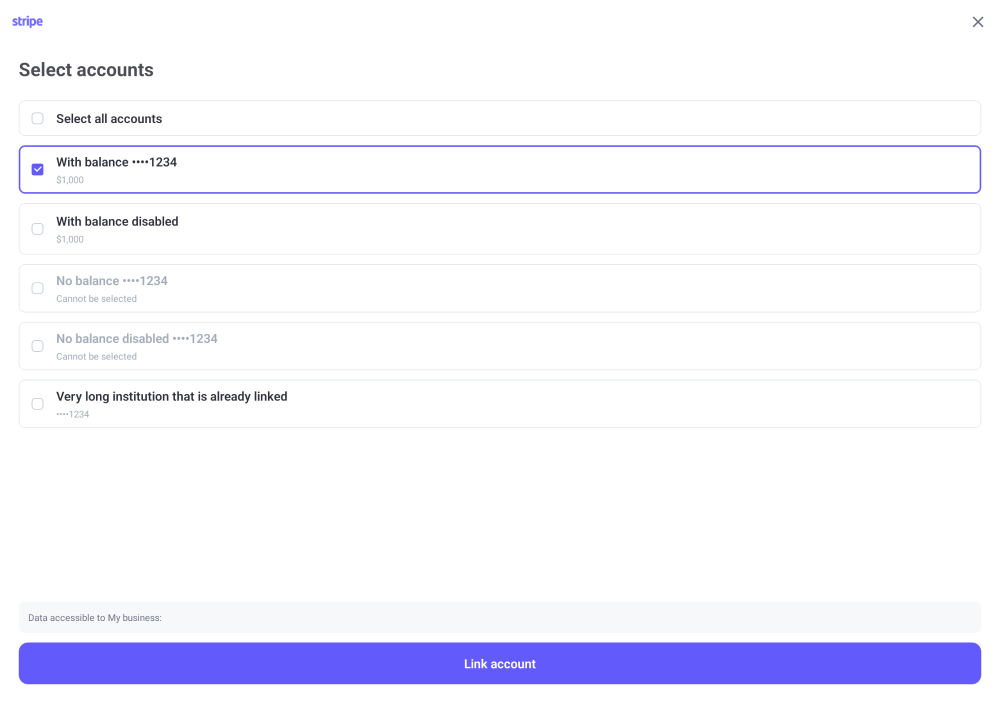 stripe
Select accounts
Select all accounts
With balance ••••1234
$1,000
With balance disabled
$1,000
No balance ••••1234
Cannot be selected
No balance disabled ••••1234
Cannot be selected
Very long institution that is already linked
••••1234
Data accessible to My business:
Link account